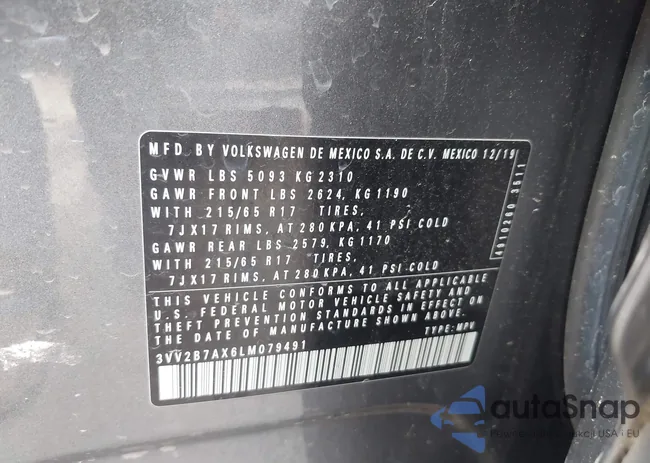 MFD. BY VOLKSWAGEN DE MEXICO S.A. DE C.V. MEXICO 12/19
GVWR LBS 5093 KG 2310
GAWR FRONT LBS 2624, KG 1190
WITH 215/65 R17 TIRES,
7JX17 RIMS, AT 280 KPA, 41 PSI COLD
GAWR REAR LBS 2579, KG 1170
WITH 215/65 R17 TIRES,
7JX17 RIMS, AT 280 KPA, 41 PSI COLD
THIS VEHICLE CONFORMS TO ALL APPLICABLE
U.S. FEDERAL MOTOR VEHICLE SAFETY AND
THEFT PREVENTION STANDARDS IN EFFECT ON
THE DATE OF MANUFACTURE SHOWN ABOVE.
3VV2B7AX6LM079491 TYPE: MPV
3511
autoSnap
USA i EU